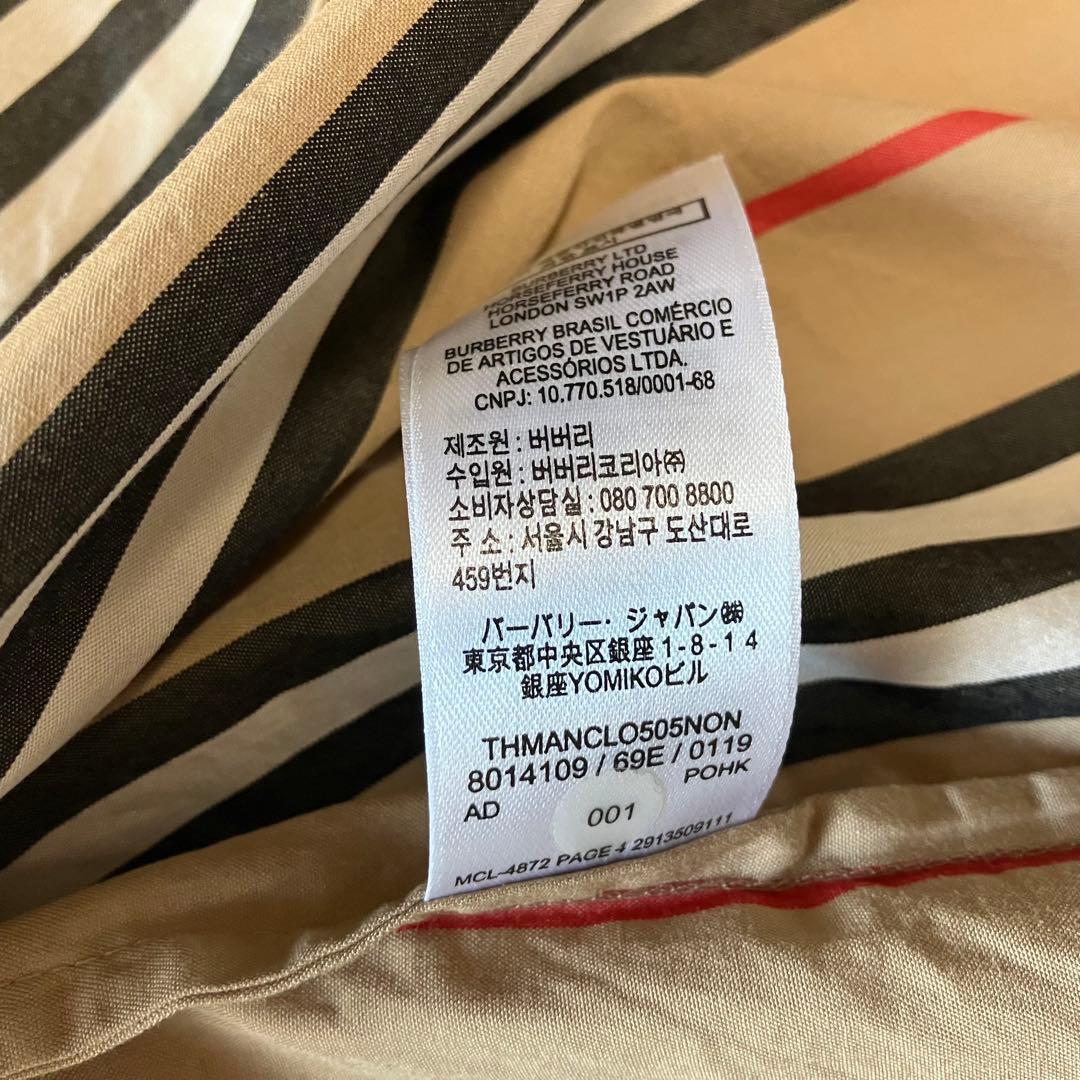 BURBERRY LTD
BURBERRY HOUSE
HORSEFERRY ROAD
LONDON SW1P 2AW
BURBERRY BRASIL COMÉRCIO
DE ARTIGOS DE VESTUÁRIO E
ACESSÓRIOS LTDA.
CNPJ: 10.770.518/0001-68
제조원 : 버버리
수입원 : 버버리코리아㈜
소비자상담실 : 080 700 8800
주 소 : 서울시 강남구 도산대로
459번지
バーバリー・ジャパン㈱
東京都中央区銀座 1 - 8 - 1 4
銀座YOMIKOビル
THMANCLO505NON
8014109 / 69E / 0119
AD POHK
001
MCL-4872 PAGE 4 2913509111